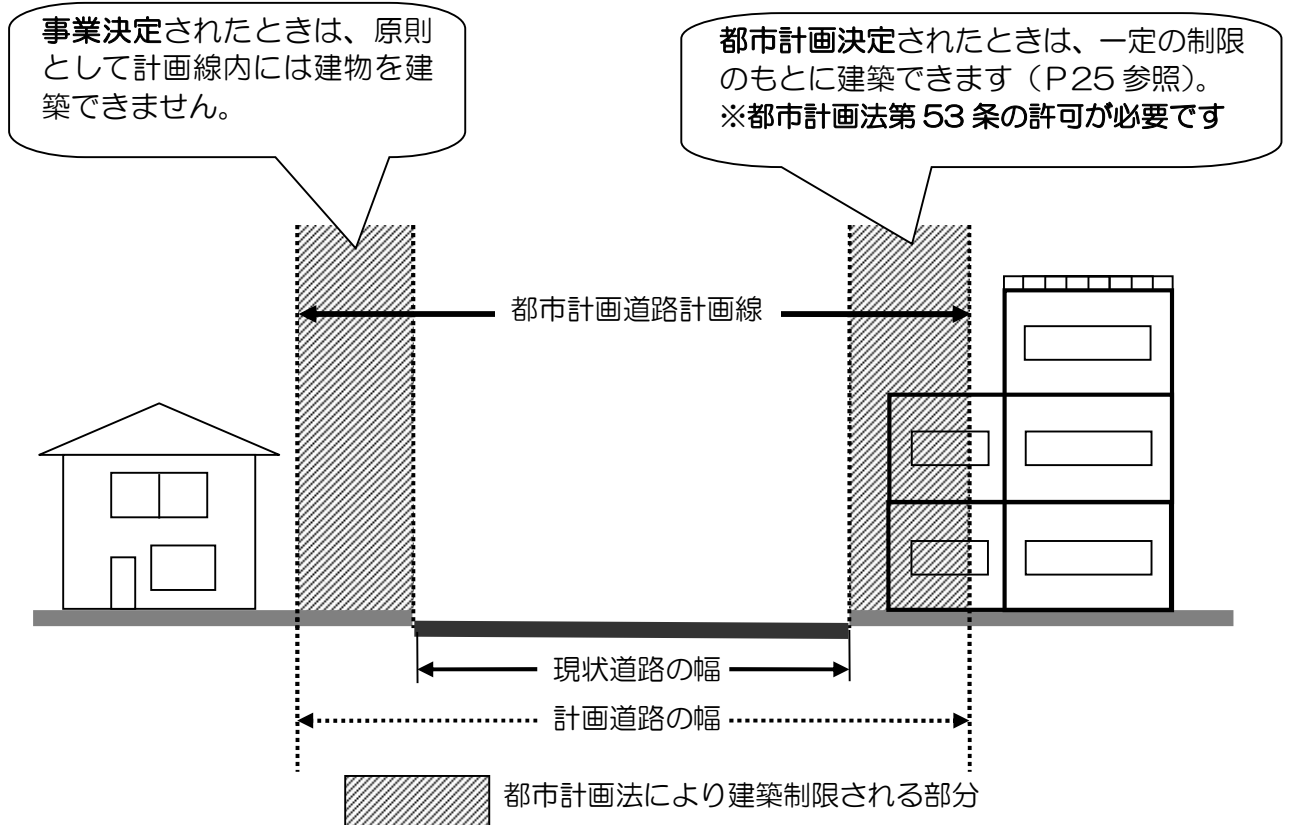 事業決定されたときは、原則
として計画線内には建物を建
築できません。
都市計画決定されたときは、一定の制限
のもとに建築できます（P25 参照）。
※都市計画法第 53 条の許可が必要です
都市計画道路計画線
現状道路の幅
計画道路の幅
都市計画法により建築制限される部分